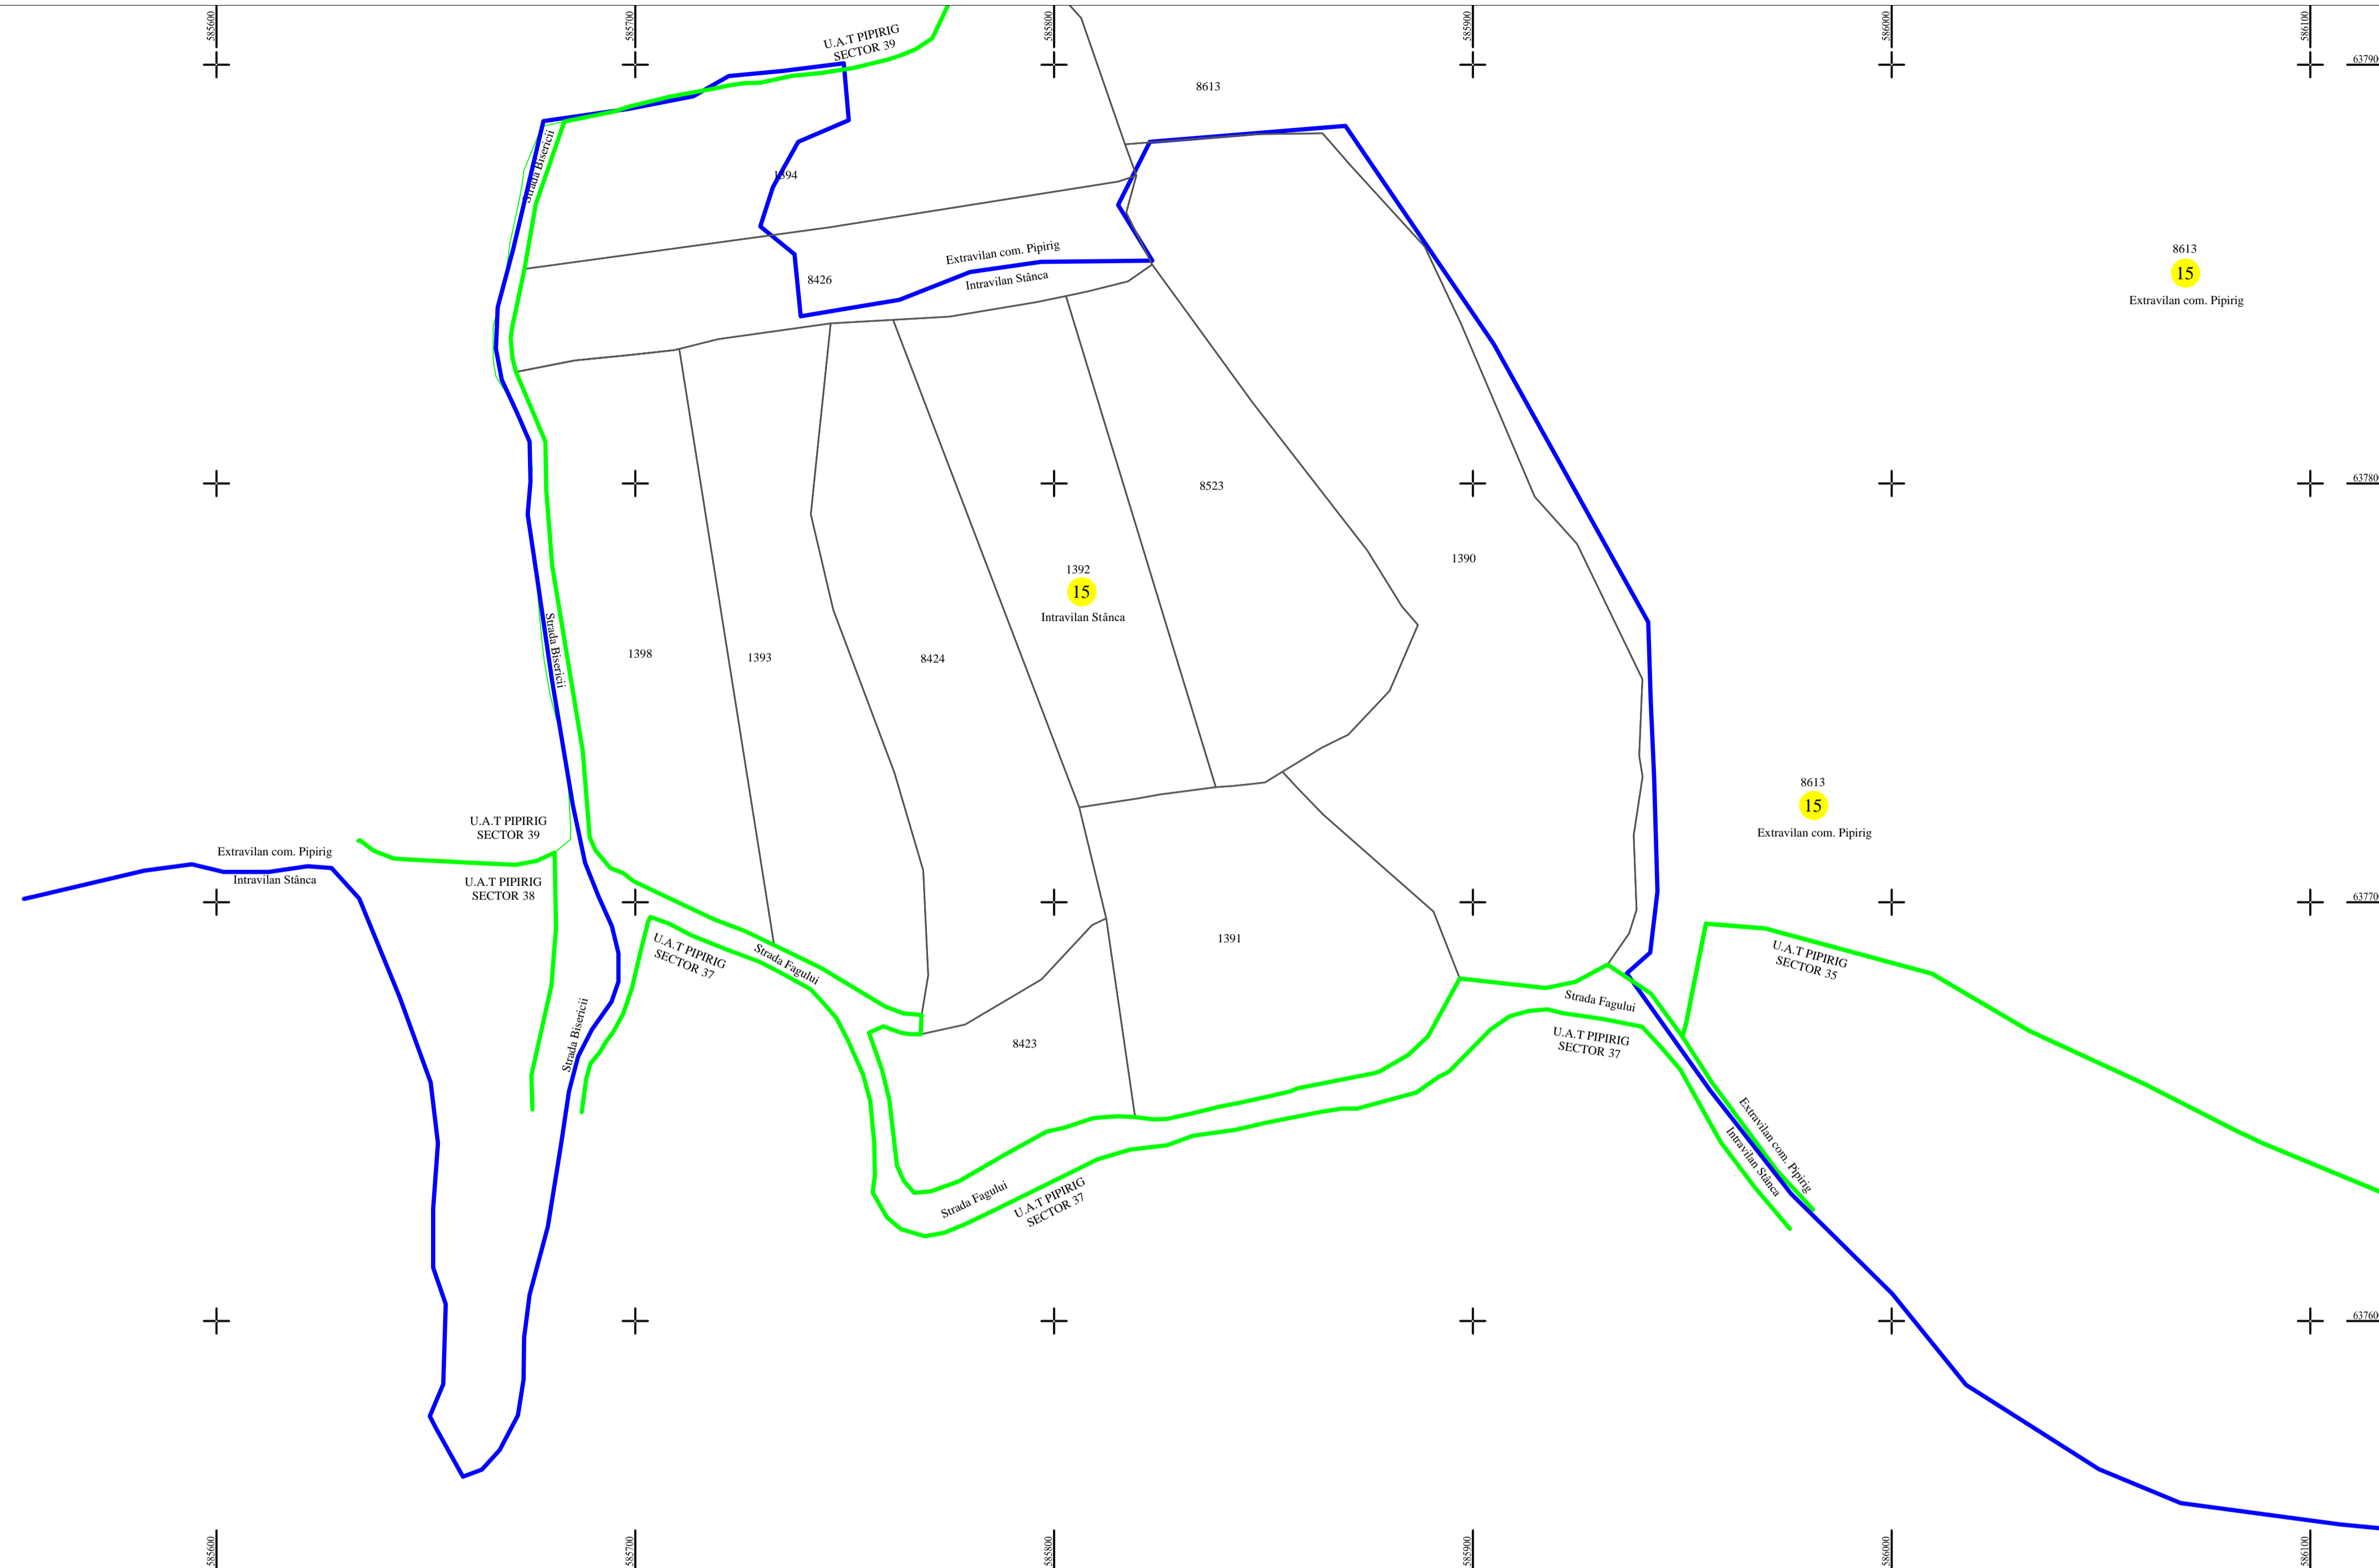 585600
585700
585800
585900
586000
586100
U.A.T PIPIRIG
SECTOR 39
637900
8613
Strada Bisericii
1394
Extravilan com. Pipirig
Intravilan Stânca
8426
8613
15
Extravilan com. Pipirig
637800
8523
1390
1392
15
Intravilan Stânca
Strada Bisericii
1398
1393
8424
8613
15
Extravilan com. Pipirig
U.A.T PIPIRIG
SECTOR 39
Extravilan com. Pipirig
Intravilan Stânca
U.A.T PIPIRIG
SECTOR 38
637700
1391
U.A.T PIPIRIG
SECTOR 37
Strada Fagului
U.A.T PIPIRIG
SECTOR 35
Strada Fagului
U.A.T PIPIRIG
SECTOR 37
Strada Bisericii
8423
Extravilan com. Pipirig
Intravilan Stânca
Strada Fagului
U.A.T PIPIRIG
SECTOR 37
637600
585600
585700
585800
585900
586000
586100